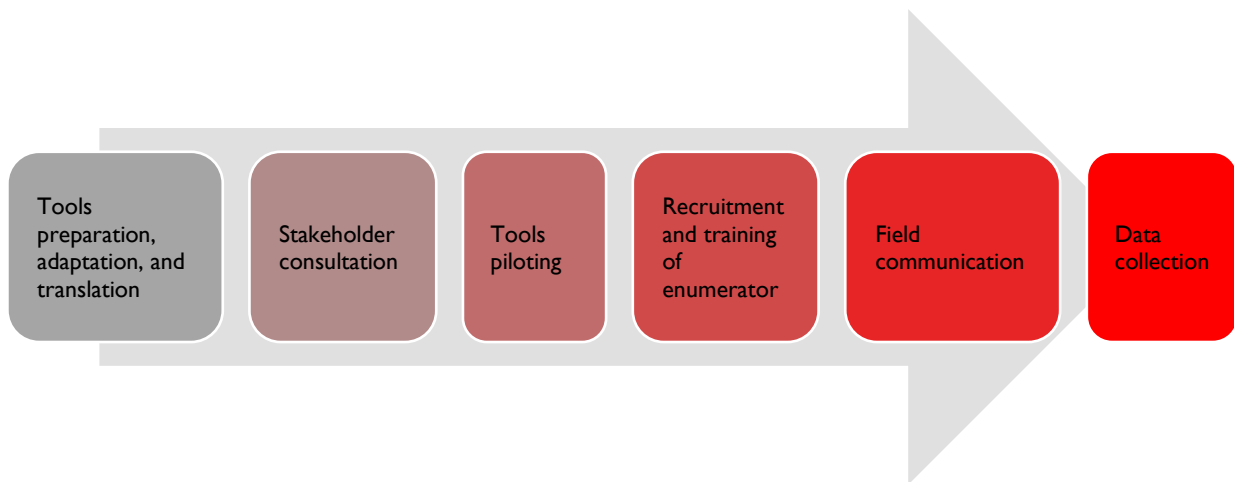 Tools
preparation,
adaptation, and
translation
Stakeholder
consultation
Tools
piloting
Recruitment
and training
of
enumerator
Field
communication
Data
collection